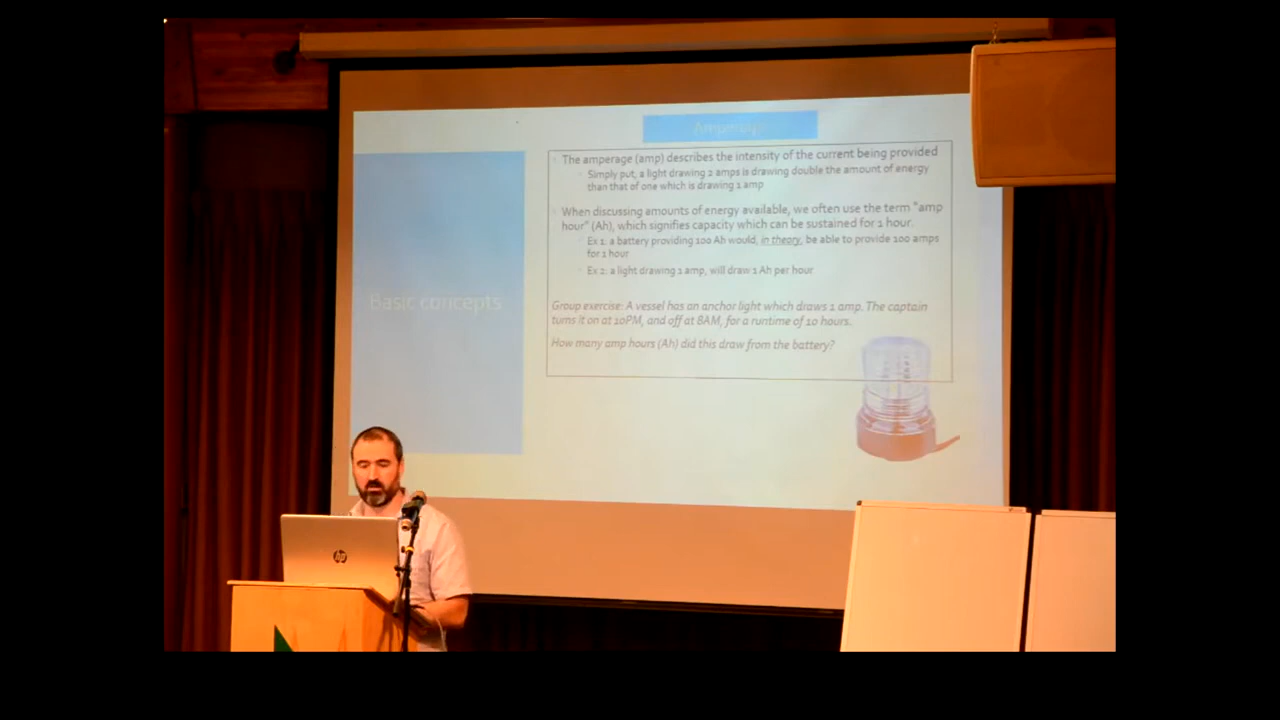 Amperage
The amperage (amp) describes the intensity of the current being provided
Simply put, a light drawing 2 amps is drawing double the amount of energy
than that of one which is drawing 1 amp
When discussing amounts of energy available, we often use the term "amp
hour" (Ah), which signifies capacity which can be sustained for 1 hour.
Ex 1: a battery providing 100 Ah would, in theory, be able to provide 100 amps
for 1 hour
Ex 2: a light drawing 1 amp, will draw 1 Ah per hour
Basic concepts
Group exercise: A vessel has an anchor light which draws 1 amp. The captain
turns it on at 10PM, and off at 8AM, for a runtime of 10 hours.
How many amp hours (Ah) did this draw from the battery?
hp